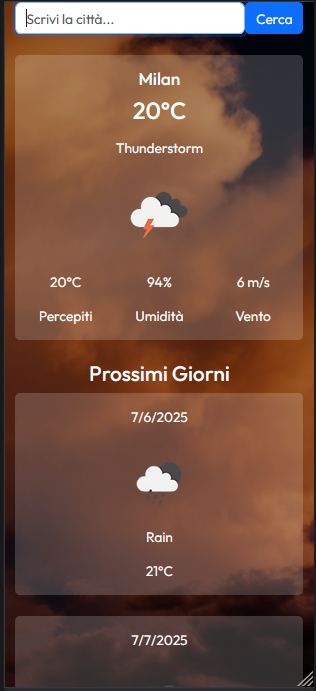 Scrivi la città... Cerca
Milan
20°C
Thunderstorm
20°C 94% 6 m/s
Percepiti Umidità Vento
Prossimi Giorni
7/6/2025
Rain
21°C
7/7/2025